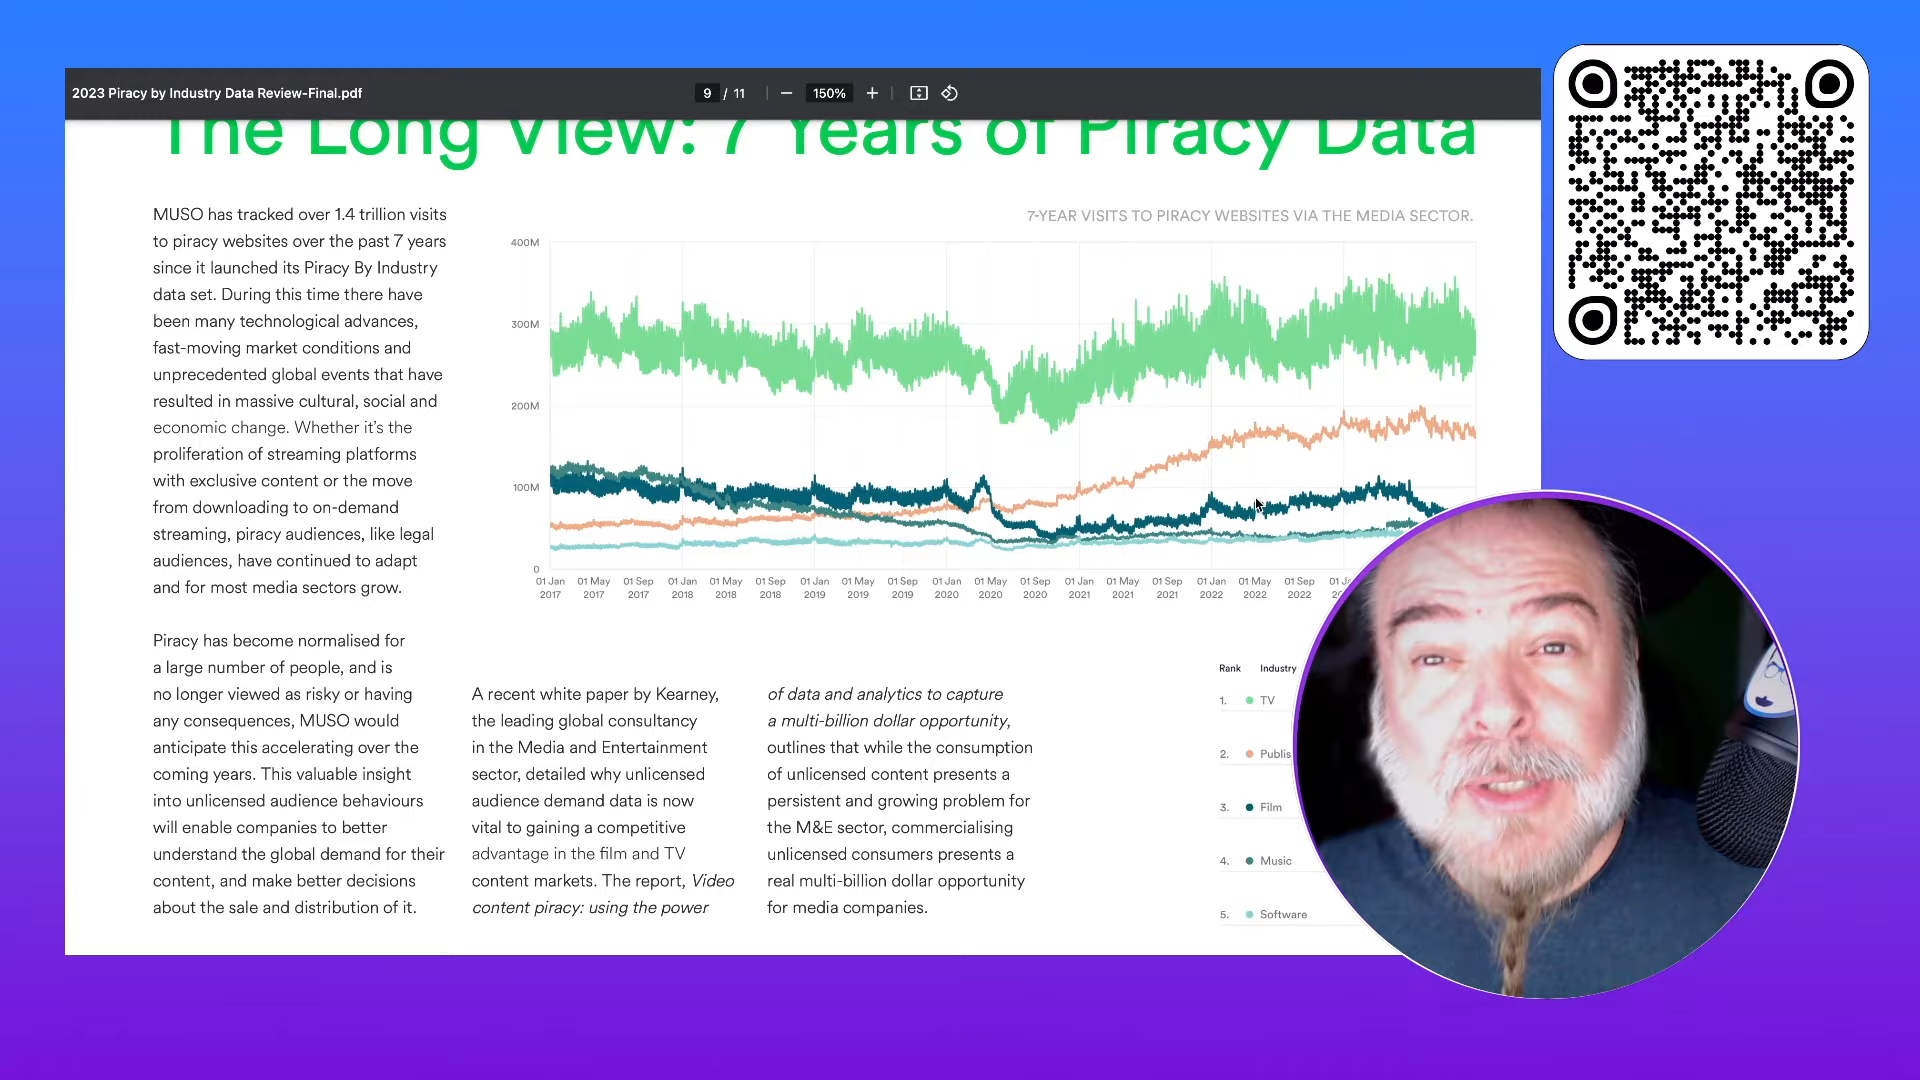 2023 Piracy by Industry Data Review-Final.pdf
9 / 11
150%
The Long View: 7 Years of Piracy Data
MUSO has tracked over 1.4 trillion visits
to piracy websites over the past 7 years
since it launched its Piracy By Industry
data set. During this time there have
been many technological advances,
fast-moving market conditions and
unprecedented global events that have
resulted in massive cultural, social and
economic change. Whether it's the
proliferation of streaming platforms
with exclusive content or the move
from downloading to on-demand
streaming, piracy audiences, like legal
audiences, have continued to adapt
and for most media sectors grow.
Piracy has become normalised for
a large number of people, and is
no longer viewed as risky or having
any consequences, MUSO would
anticipate this accelerating over the
coming years. This valuable insight
into unlicensed audience behaviours
will enable companies to better
understand the global demand for their
content, and make better decisions
about the sale and distribution of it.
7-YEAR VISITS TO PIRACY WEBSITES VIA THE MEDIA SECTOR.
400M
300M
200M
100M
0
01 Jan 01 May 01 Sep 01 Jan 01 May 01 Sep 01 Jan 01 May 01 Sep 01 Jan 01 May 01 Sep 01 Jan 01 May 01 Sep 01 Jan 01 May 01 Sep
2017 2017 2017 2018 2018 2018 2019 2019 2019 2020 2020 2020 2021 2021 2021 2022 2022 2022
A recent white paper by Kearney,
the leading global consultancy
in the Media and Entertainment
sector, detailed why unlicensed
audience demand data is now
vital to gaining a competitive
advantage in the film and TV
content markets. The report, Video
content piracy: using the power
of data and analytics to capture
a multi-billion dollar opportunity,
outlines that while the consumption
of unlicensed content presents a
persistent and growing problem for
the M&E sector, commercialising
unlicensed consumers presents a
real multi-billion dollar opportunity
for media companies.
Rank Industry
1. TV
2. Publis
3. Film
4. Music
5. Software